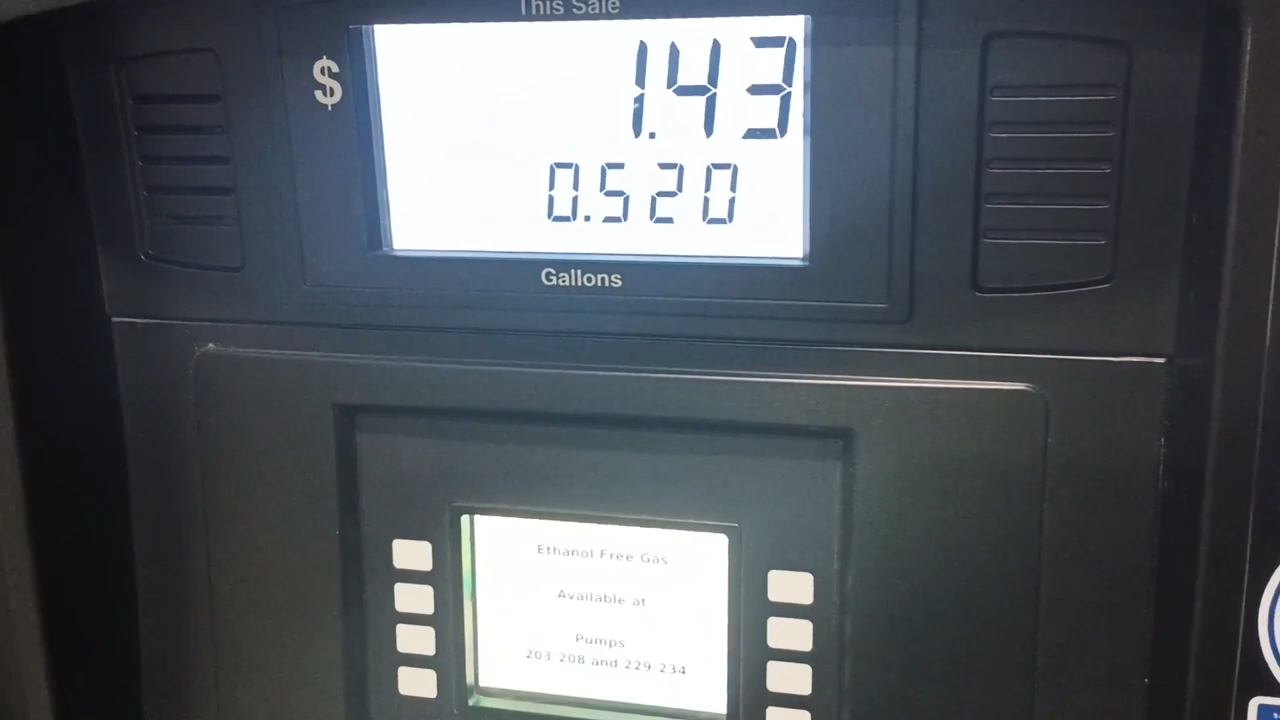 This Sale
$
1.43
0.520
Gallons
Ethanol Free Gas
Available at
Pumps
203-208 and 229-234